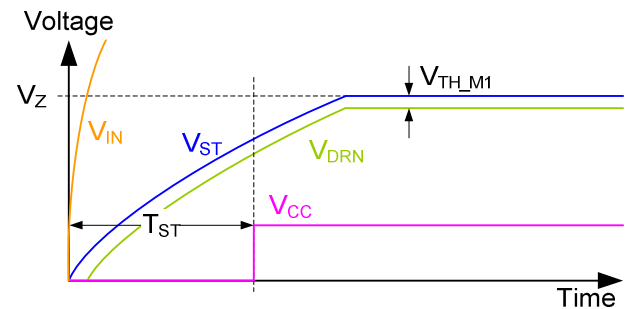 Voltage
V_Z
V_IN
V_ST
V_TH_M1
V_DRN
V_CC
T_ST
Time